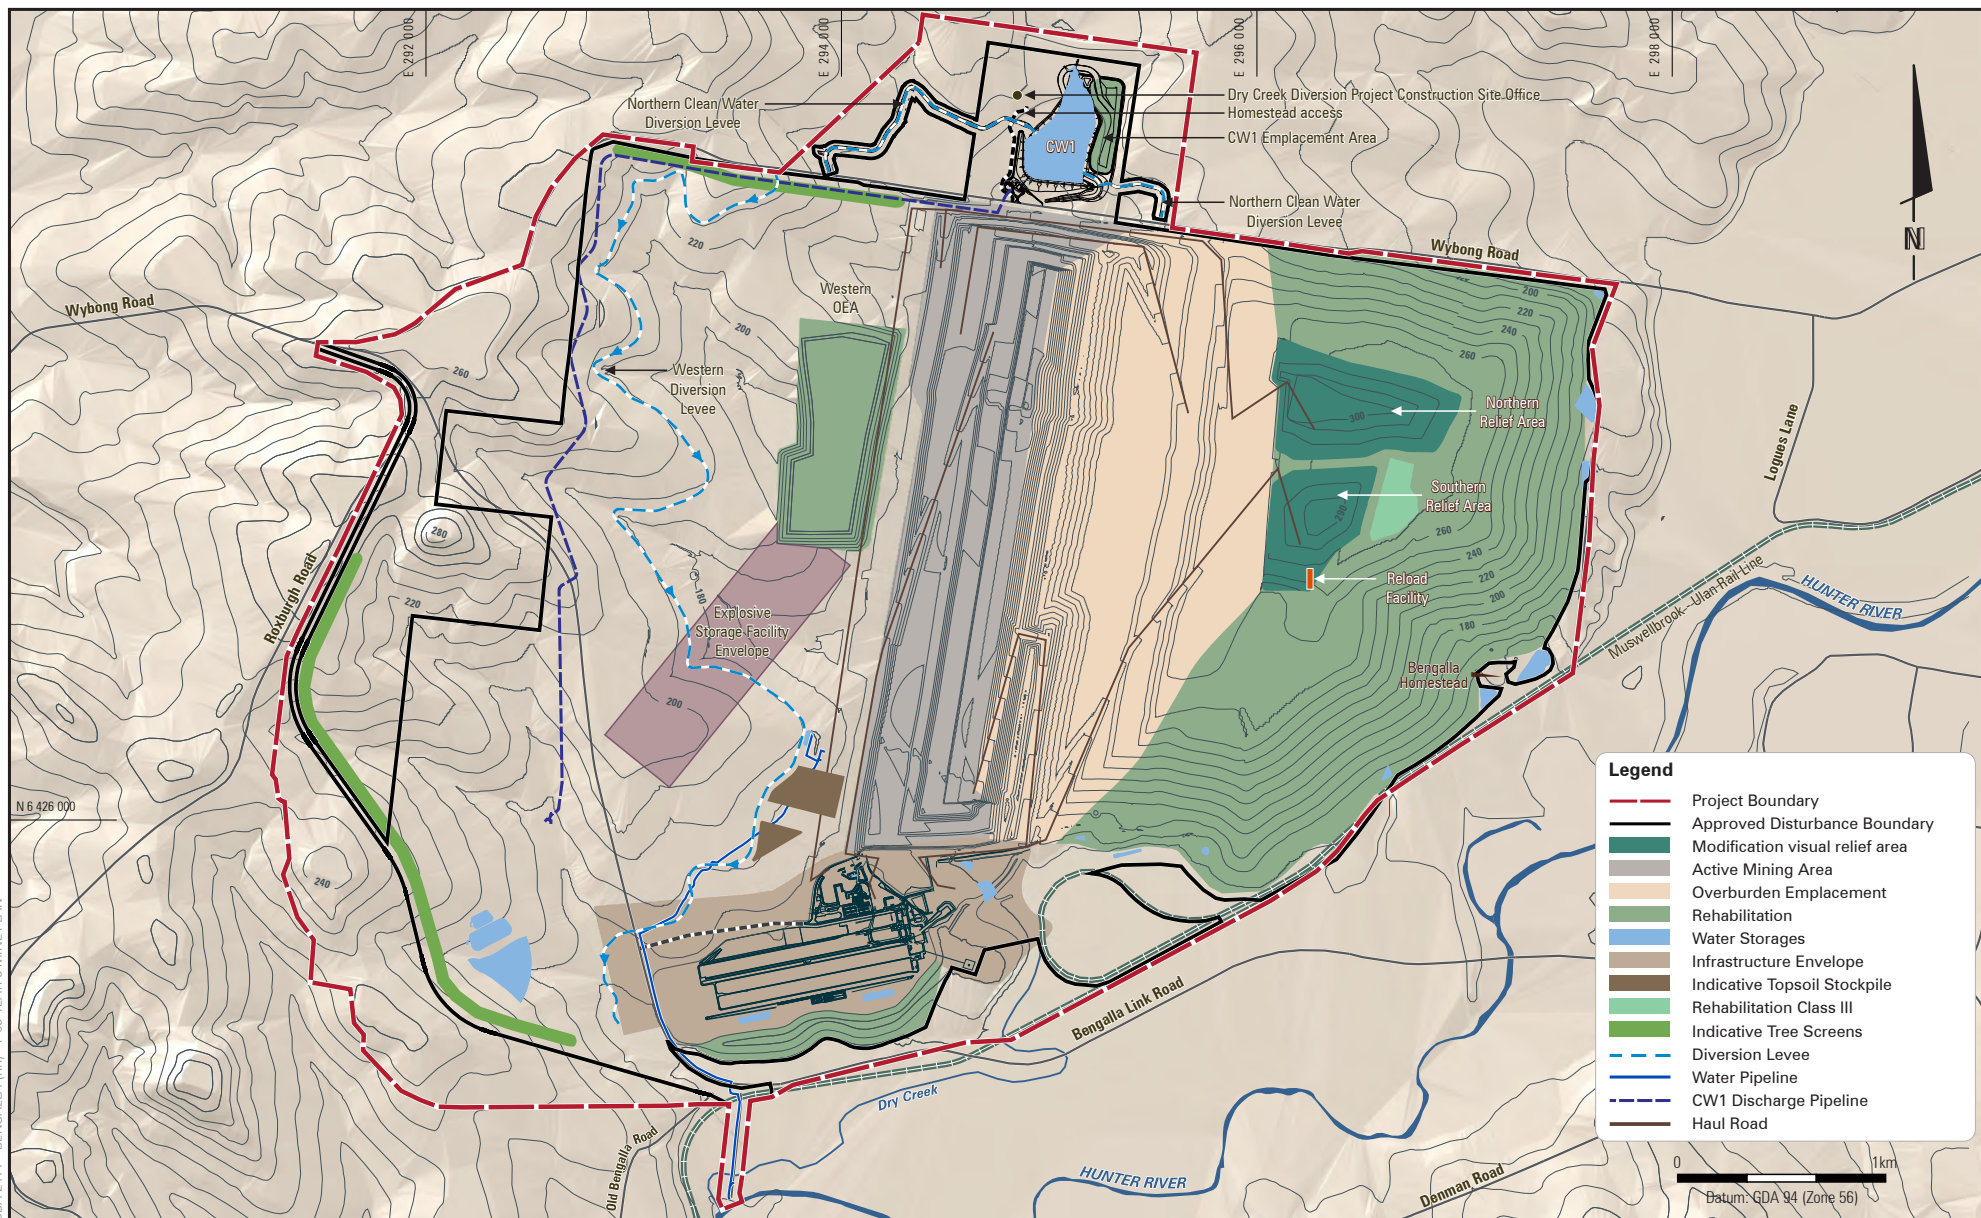 E 292 000
E 294 000
E 296 000
E 298 000
Northern Clean Water
Diversion Levee
Dry Creek Diversion Project Construction Site Office
Homestead access
CW1 Emplacement Area
CW1
Northern Clean Water
Diversion Levee
N
Wybong Road
Wybong Road
220
200
220
240
260
Western
OEA
200
260
Western
Diversion
Levee
Northern
Relief Area
300
Logues Lane
Southern
Relief Area
290
260
240
220
200
180
280
Roxburgh Road
220
180
Reload
Facility
Muswellbrook - Ulan Rail Line
HUNTER RIVER
Explosive
Storage Facility
Envelope
200
Bengalla
Homestead
N 6 426 000
240
Legend
Project Boundary
Approved Disturbance Boundary
Modification visual relief area
Active Mining Area
Overburden Emplacement
Rehabilitation
Water Storages
Infrastructure Envelope
Indicative Topsoil Stockpile
Rehabilitation Class III
Indicative Tree Screens
Diversion Levee
Water Pipeline
CW1 Discharge Pipeline
Haul Road
Bengalla Link Road
Dry Creek
Old Bengalla Road
HUNTER RIVER
Denman Road
0 1km
Datum: GDA 94 (Zone 56)